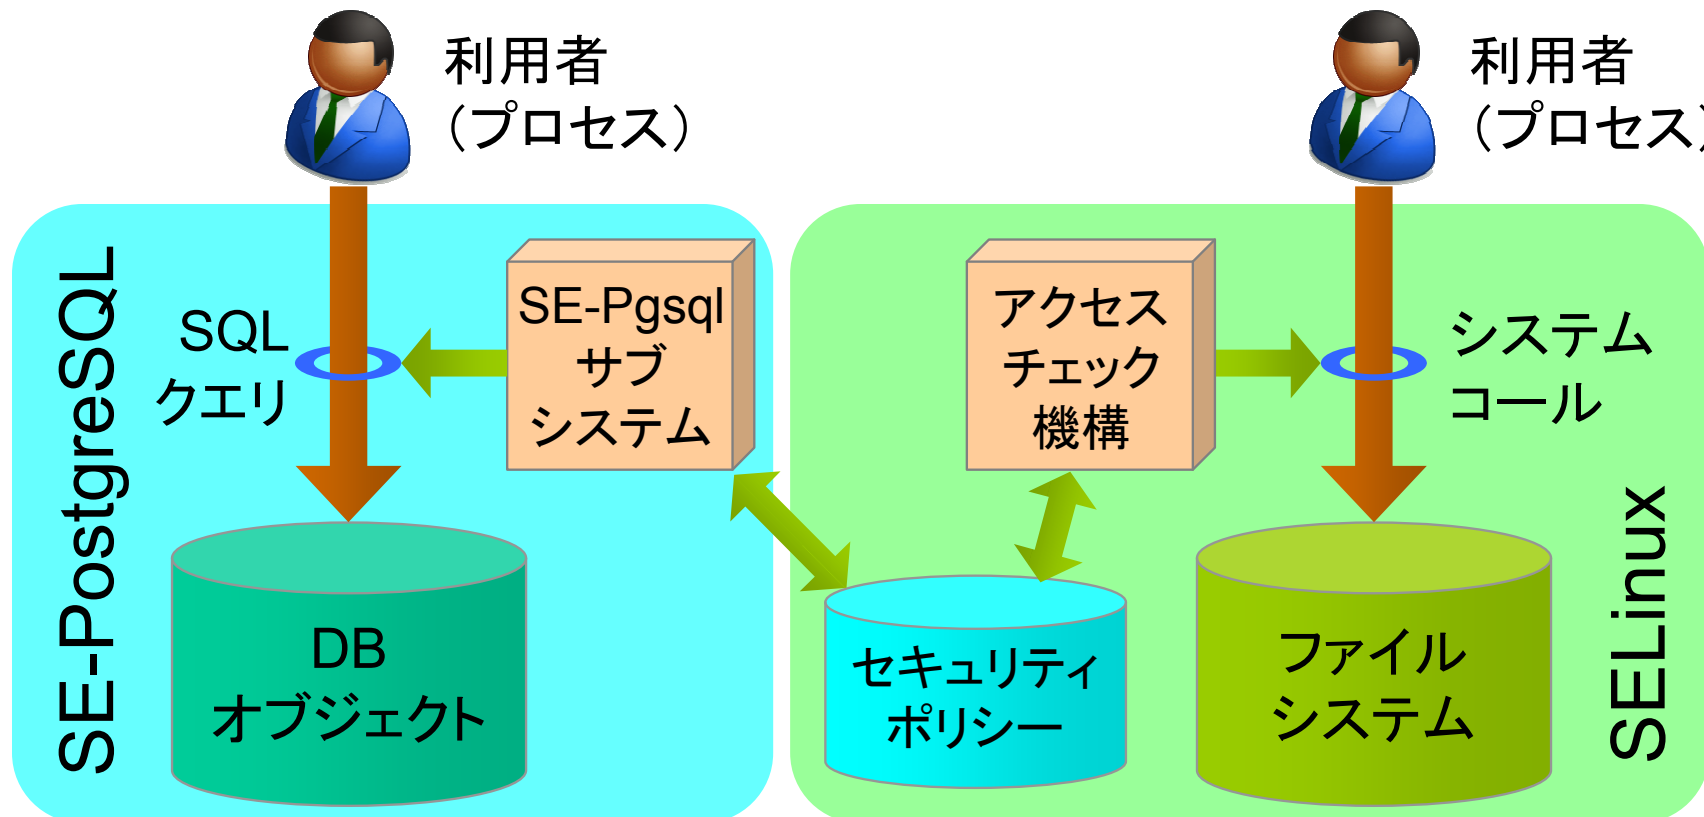 利用者
（プロセス）
利用者
（プロセス）
SE-PostgreSQL
SQL
クエリ
SE-Pgsql
サブ
システム
DB
オブジェクト
アクセス
チェック
機構
システム
コール
セキュリティ
ポリシー
ファイル
システム
SELinux